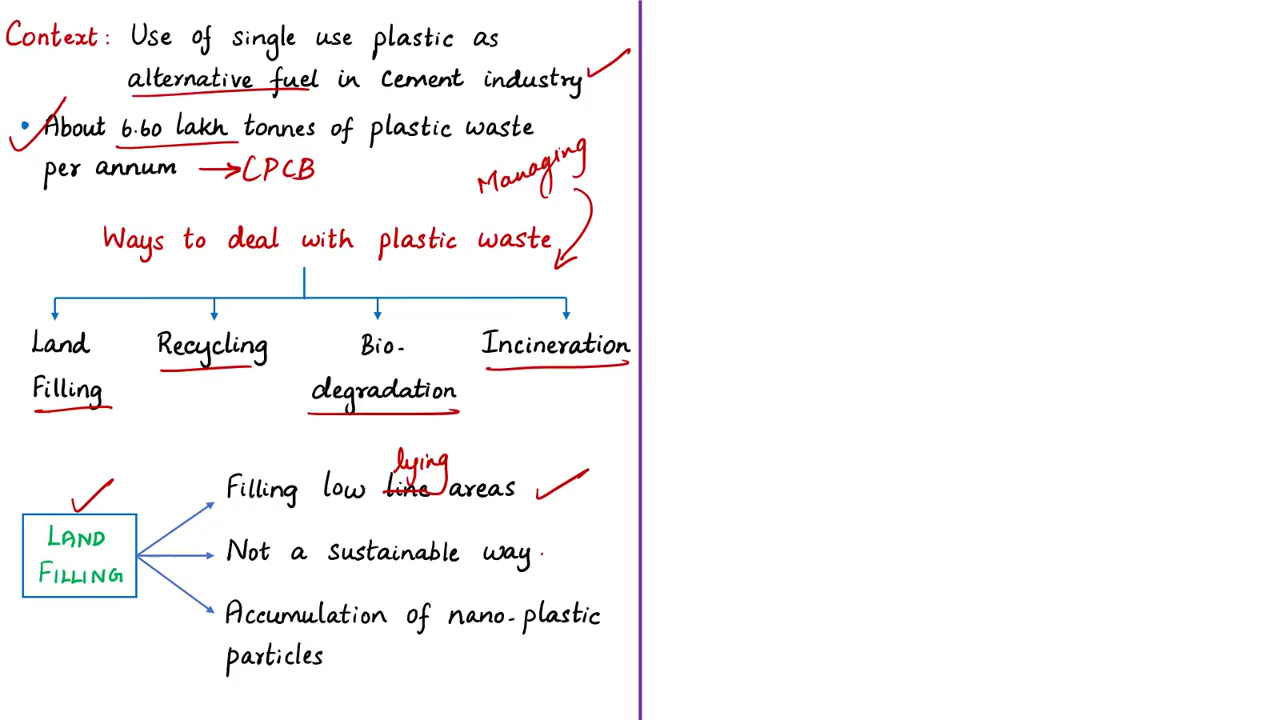 Context: Use of single use plastic as
alternative fuel in cement industry
• About 6.60 lakh tonnes of plastic waste
per annum → CPCB
Managing
Ways to deal with plastic waste
Land Filling
Recycling
Bio-degradation
Incineration
LAND
FILLING
lying
Filling low line areas
Not a sustainable way.
Accumulation of nano-plastic
particles